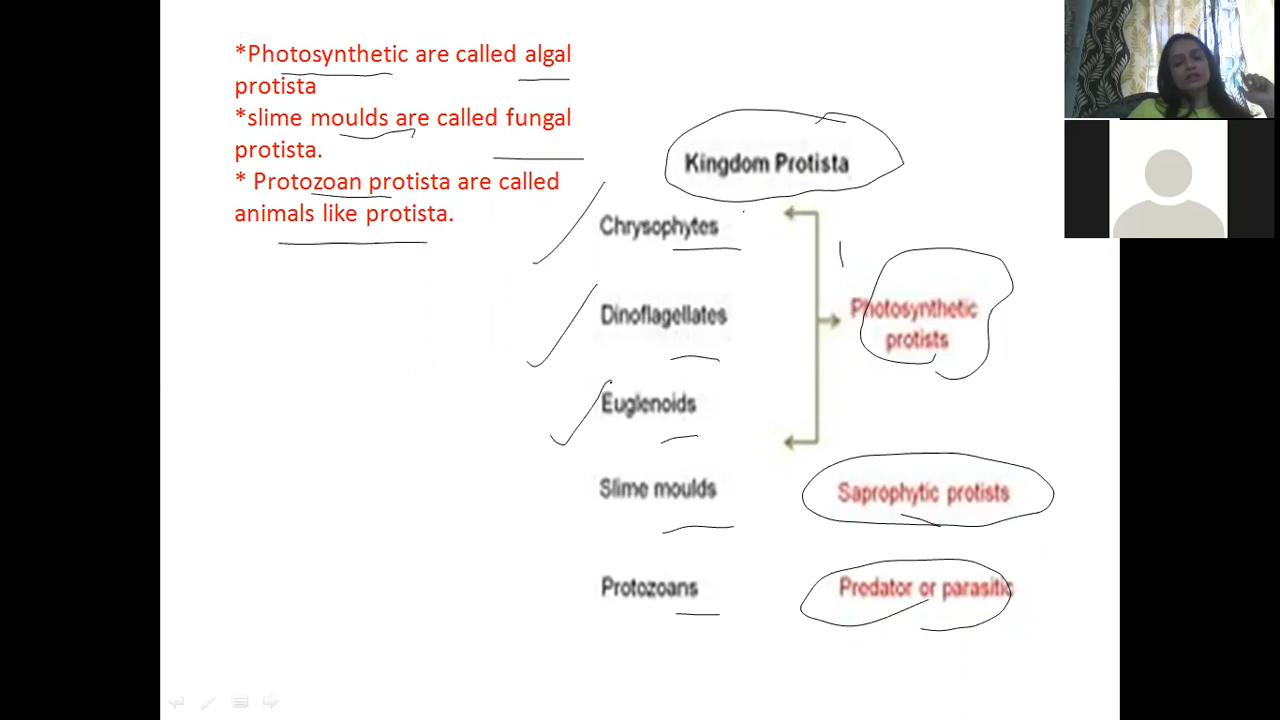 *Photosynthetic are called algal
protista
*slime moulds are called fungal
protista.
* Protozoan protista are called
animals like protista.
Kingdom Protista
Chrysophytes
Dinoflagellates
Photosynthetic
protists
Euglenoids
Slime moulds
Saprophytic protists
Protozoans
Predator or parasitic